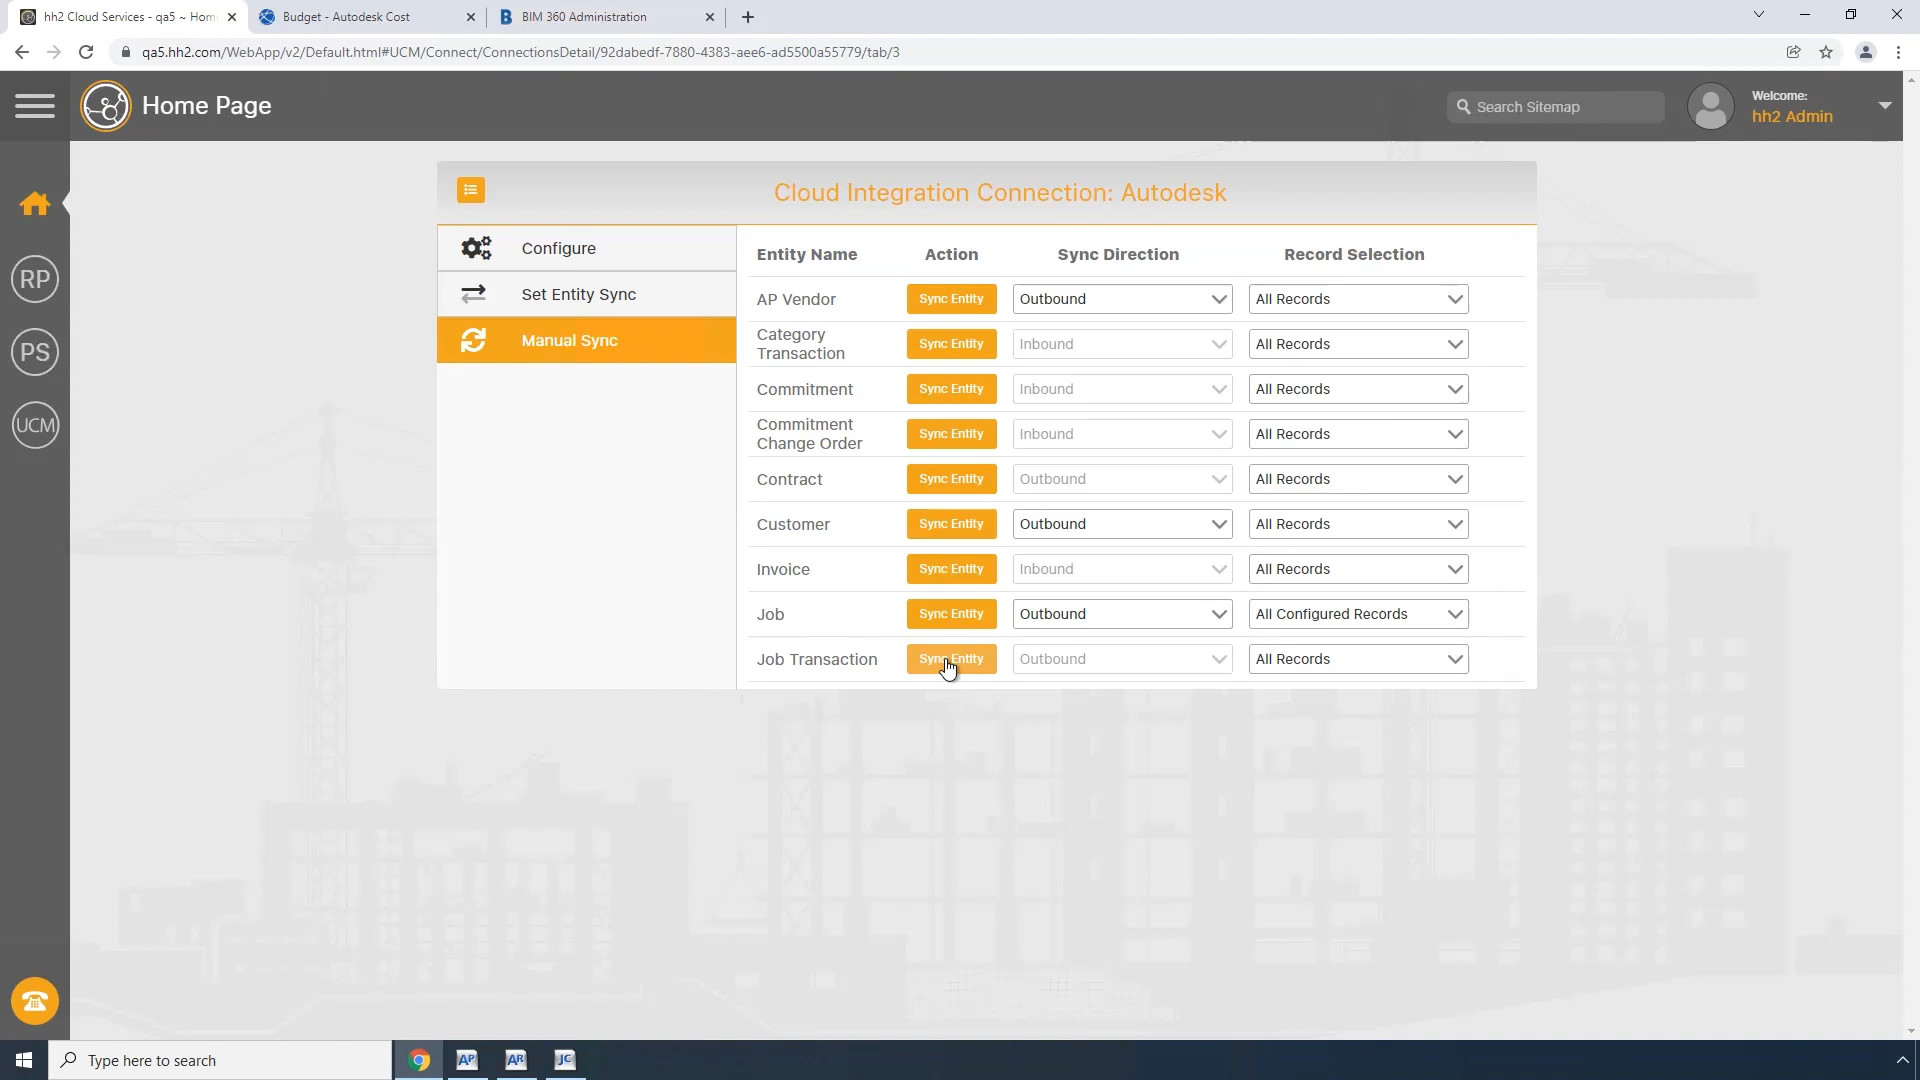 hh2 Cloud Services - qa5 ~ Hom
Budget - Autodesk Cost
BIM 360 Administration
qa5.hh2.com/WebApp/v2/Default.html#UCM/Connect/ConnectionsDetail/92dabedf-7880-4383-aee6-ad5500a55779/tab/3
Home Page
Search Sitemap
Welcome:
hh2 Admin
RP
PS
UCM
Cloud Integration Connection: Autodesk
Configure
Set Entity Sync
Manual Sync
Entity Name Action Sync Direction Record Selection
AP Vendor Sync Entity Outbound All Records
Category Transaction Sync Entity Inbound All Records
Commitment Sync Entity Inbound All Records
Commitment Change Order Sync Entity Inbound All Records
Contract Sync Entity Outbound All Records
Customer Sync Entity Outbound All Records
Invoice Sync Entity Inbound All Records
Job Sync Entity Outbound All Configured Records
Job Transaction Sync Entity Outbound All Records
Type here to search
AP
AR
JC